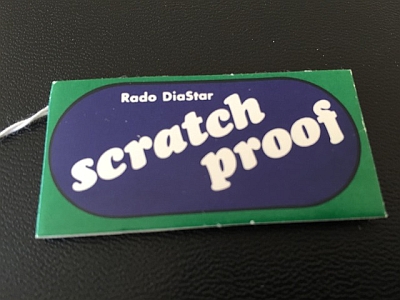 Rado DiaStar
scratch
proof